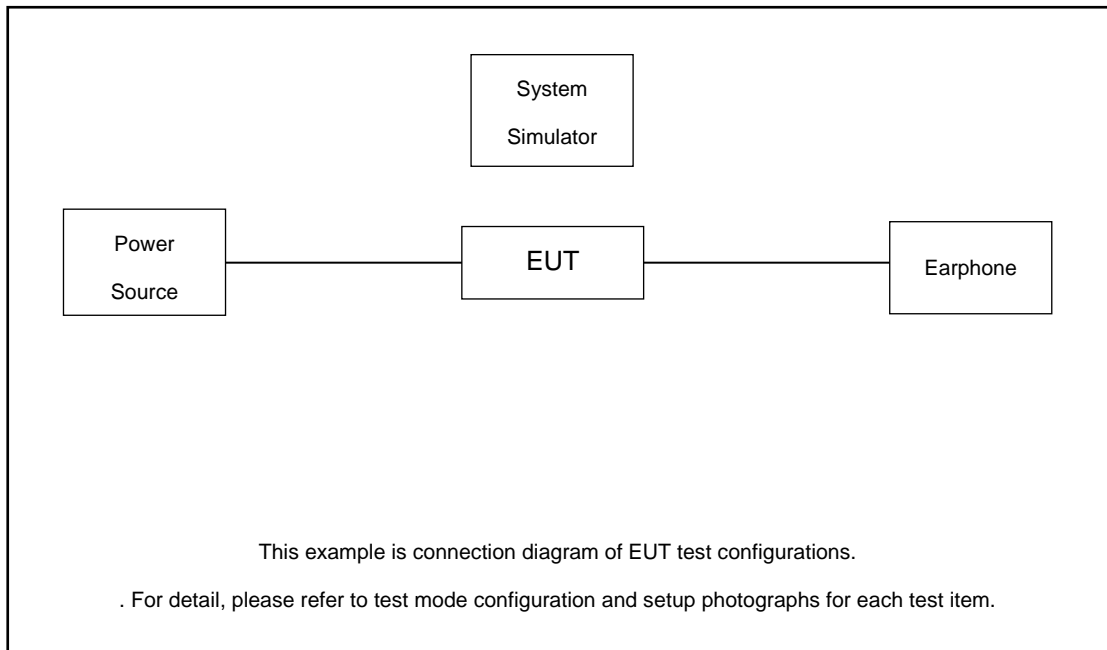 System
Simulator
Power
Source
EUT
Earphone
This example is connection diagram of EUT test configurations.
. For detail, please refer to test mode configuration and setup photographs for each test item.